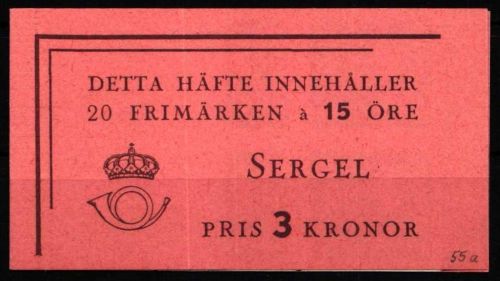 DETTA HÄFTE INNEHÅLLER
20 FRIMÄRKEN à 15 ÖRE
SERGEL
PRIS 3 KRONOR
55a